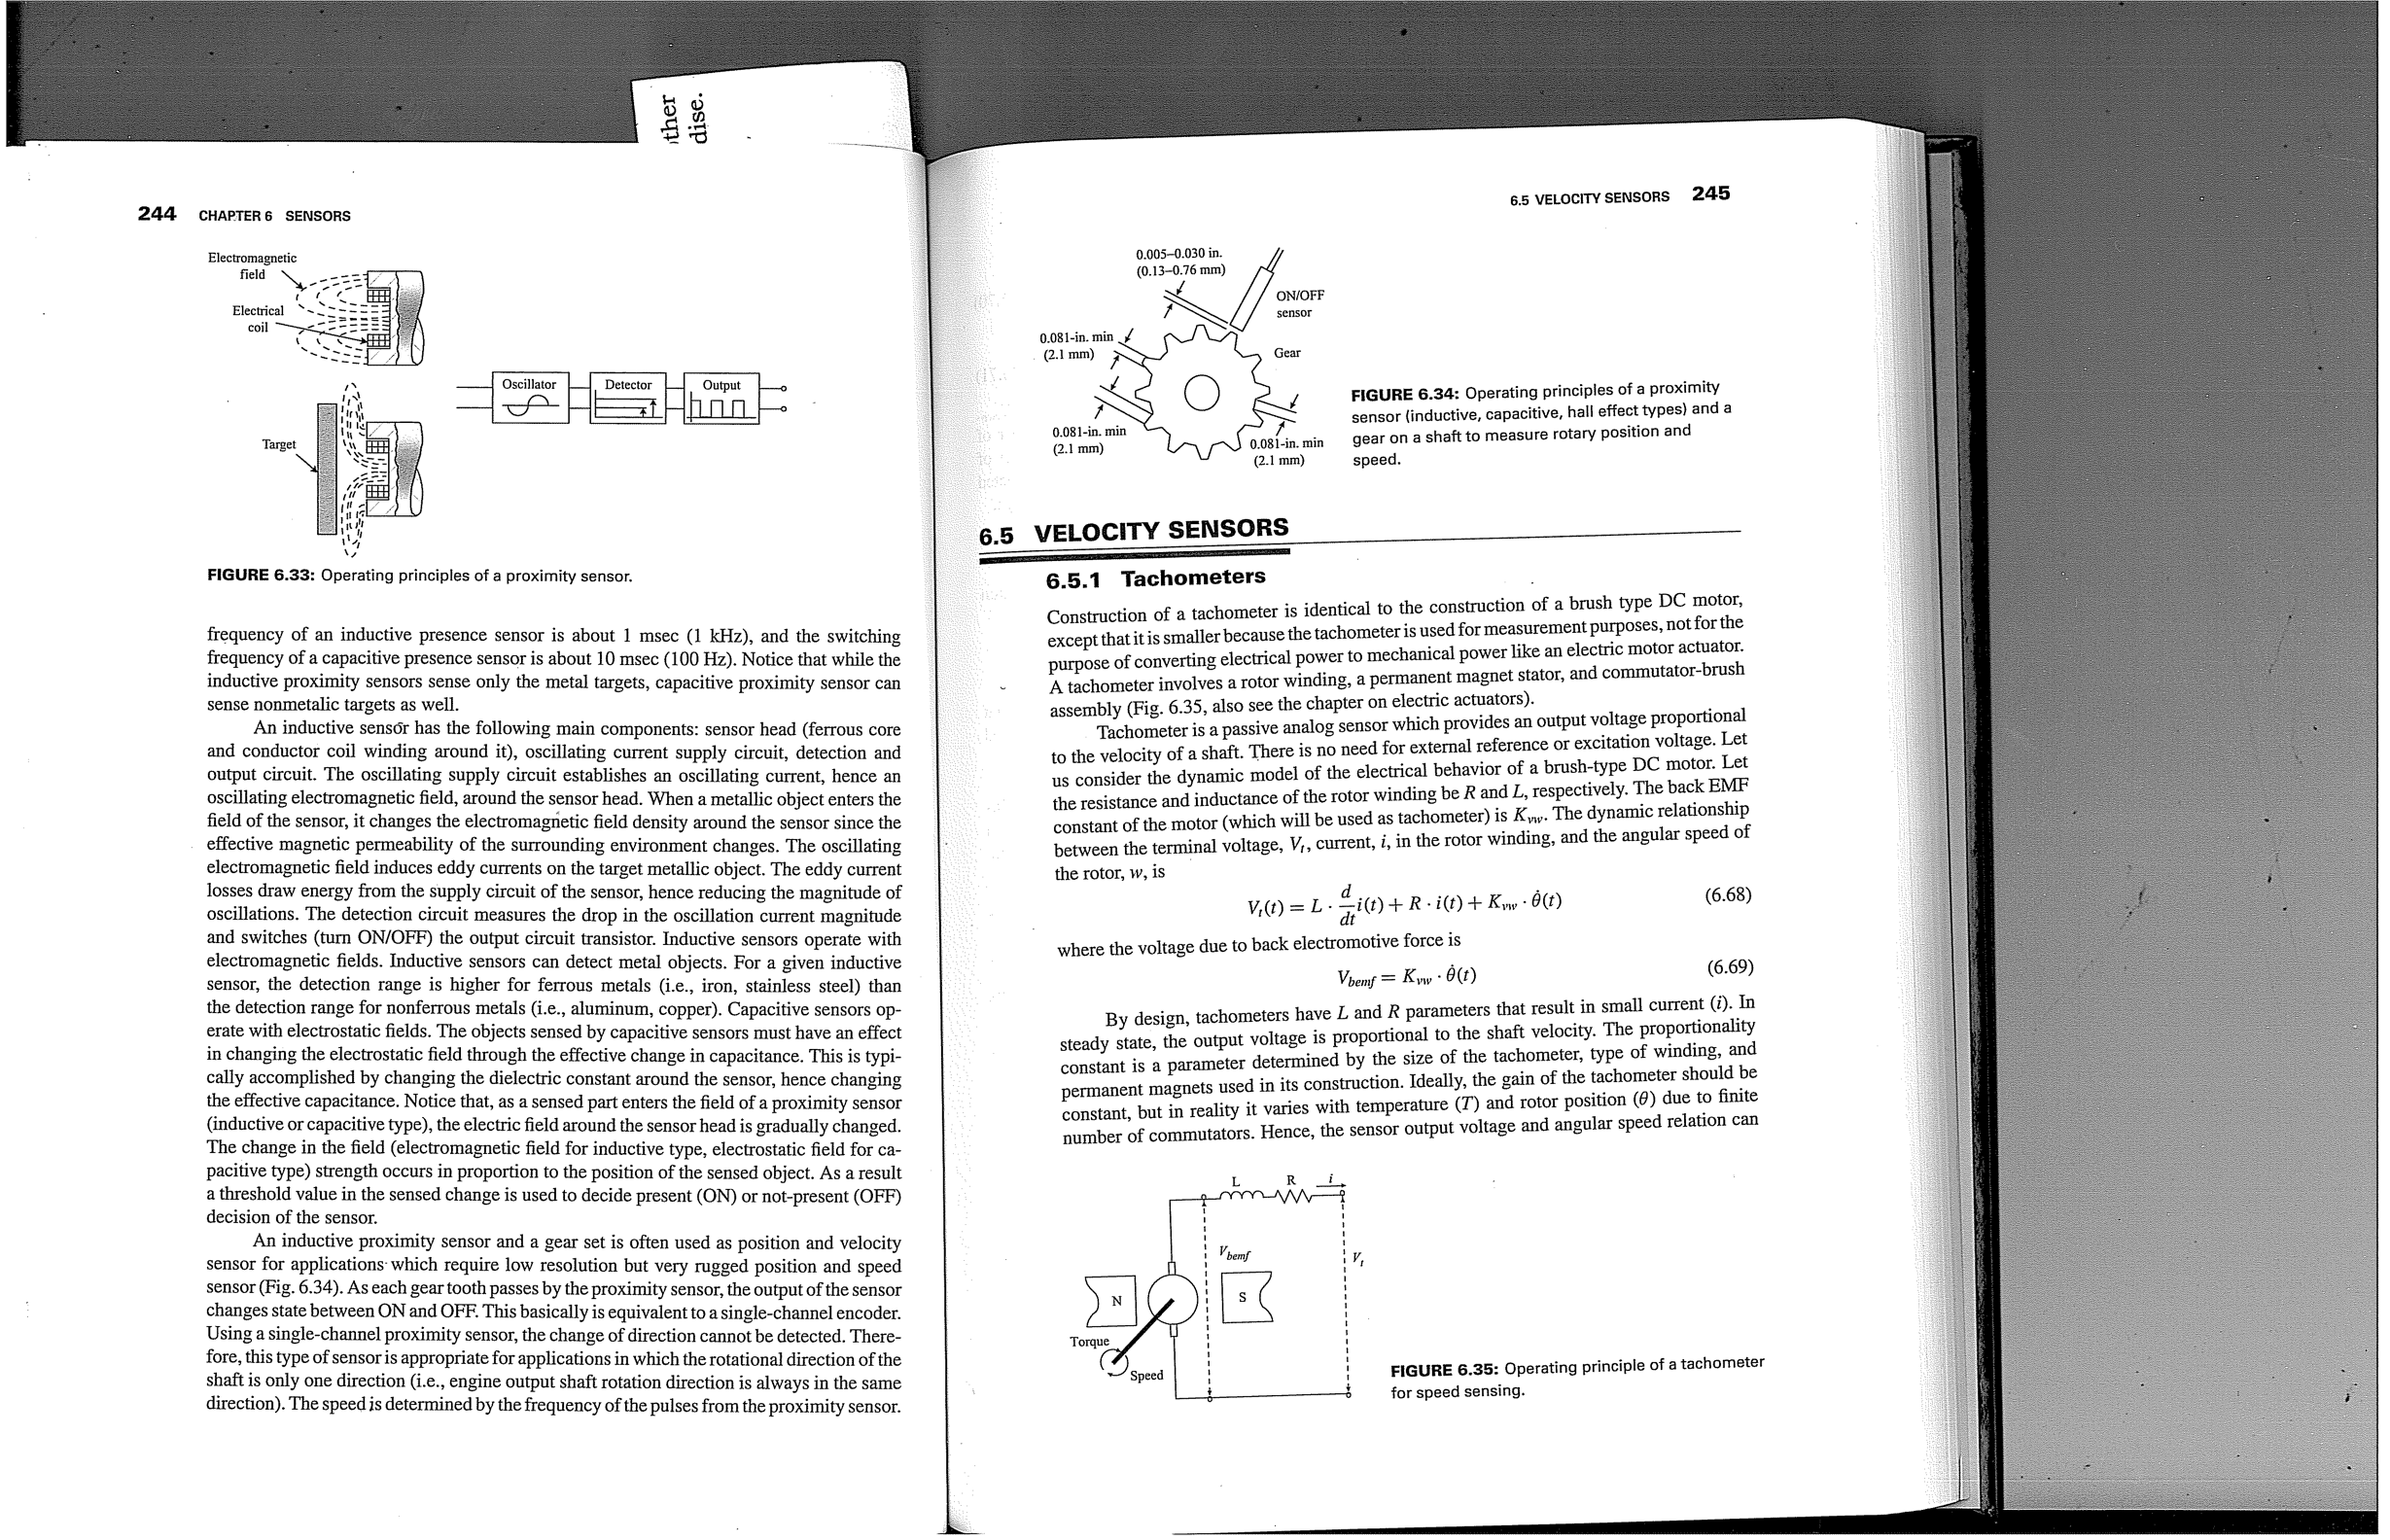 ther
dise.
244 CHAPTER 6 SENSORS
Electromagnetic
field
Electrical
coil
Target
Oscillator
Detector
Output
FIGURE 6.33: Operating principles of a proximity sensor.
frequency of an inductive presence sensor is about 1 msec (1 kHz), and the switching
frequency of a capacitive presence sensor is about 10 msec (100 Hz). Notice that while the
inductive proximity sensors sense only the metal targets, capacitive proximity sensor can
sense nonmetalic targets as well.
An inductive sensor has the following main components: sensor head (ferrous core
and conductor coil winding around it), oscillating current supply circuit, detection and
output circuit. The oscillating supply circuit establishes an oscillating current, hence an
oscillating electromagnetic field, around the sensor head. When a metallic object enters the
field of the sensor, it changes the electromagnetic field density around the sensor since the
effective magnetic permeability of the surrounding environment changes. The oscillating
electromagnetic field induces eddy currents on the target metallic object. The eddy current
losses draw energy from the supply circuit of the sensor, hence reducing the magnitude of
oscillations. The detection circuit measures the drop in the oscillation current magnitude
and switches (turn ON/OFF) the output circuit transistor. Inductive sensors operate with
electromagnetic fields. Inductive sensors can detect metal objects. For a given inductive
sensor, the detection range is higher for ferrous metals (i.e., iron, stainless steel) than
the detection range for nonferrous metals (i.e., aluminum, copper). Capacitive sensors op-
erate with electrostatic fields. The objects sensed by capacitive sensors must have an effect
in changing the electrostatic field through the effective change in capacitance. This is typi-
cally accomplished by changing the dielectric constant around the sensor, hence changing
the effective capacitance. Notice that, as a sensed part enters the field of a proximity sensor
(inductive or capacitive type), the electric field around the sensor head is gradually changed.
The change in the field (electromagnetic field for inductive type, electrostatic field for ca-
pacitive type) strength occurs in proportion to the position of the sensed object. As a result
a threshold value in the sensed change is used to decide present (ON) or not-present (OFF)
decision of the sensor.
An inductive proximity sensor and a gear set is often used as position and velocity
sensor for applications which require low resolution but very rugged position and speed
sensor (Fig. 6.34). As each gear tooth passes by the proximity sensor, the output of the sensor
changes state between ON and OFF. This basically is equivalent to a single-channel encoder.
Using a single-channel proximity sensor, the change of direction cannot be detected. There-
fore, this type of sensor is appropriate for applications in which the rotational direction of the
shaft is only one direction (i.e., engine output shaft rotation direction is always in the same
direction). The speed is determined by the frequency of the pulses from the proximity sensor.
6.5 VELOCITY SENSORS 245
0.005–0.030 in.
(0.13–0.76 mm)
ON/OFF
sensor
0.081-in. min
(2.1 mm)
Gear
0.081-in. min
(2.1 mm)
0.081-in. min
(2.1 mm)
FIGURE 6.34: Operating principles of a proximity
sensor (inductive, capacitive, hall effect types) and a
gear on a shaft to measure rotary position and
speed.
6.5 VELOCITY SENSORS
6.5.1 Tachometers
Construction of a tachometer is identical to the construction of a brush type DC motor,
except that it is smaller because the tachometer is used for measurement purposes, not for the
purpose of converting electrical power to mechanical power like an electric motor actuator.
A tachometer involves a rotor winding, a permanent magnet stator, and commutator-brush
assembly (Fig. 6.35, also see the chapter on electric actuators).
Tachometer is a passive analog sensor which provides an output voltage proportional
to the velocity of a shaft. There is no need for external reference or excitation voltage. Let
us consider the dynamic model of the electrical behavior of a brush-type DC motor. Let
the resistance and inductance of the rotor winding be R and L, respectively. The back EMF
constant of the motor (which will be used as tachometer) is K_vw. The dynamic relationship
between the terminal voltage, V_t, current, i, in the rotor winding, and the angular speed of
the rotor, w, is
V_t(t) = L · d/dt i(t) + R · i(t) + K_vw · θ̇(t) (6.68)
where the voltage due to back electromotive force is
V_bemf = K_vw · θ̇(t) (6.69)
By design, tachometers have L and R parameters that result in small current (i). In
steady state, the output voltage is proportional to the shaft velocity. The proportionality
constant is a parameter determined by the size of the tachometer, type of winding, and
permanent magnets used in its construction. Ideally, the gain of the tachometer should be
constant, but in reality it varies with temperature (T) and rotor position (θ) due to finite
number of commutators. Hence, the sensor output voltage and angular speed relation can
L R i
V_bemf
V_t
N
S
Torque
Speed
FIGURE 6.35: Operating principle of a tachometer
for speed sensing.